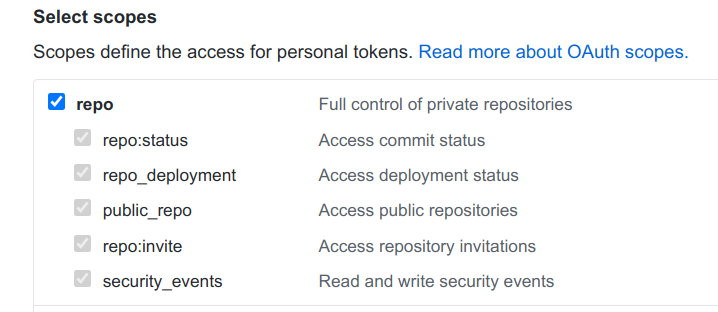 Select scopes
Scopes define the access for personal tokens. Read more about OAuth scopes.
repo Full control of private repositories
repo:status Access commit status
repo_deployment Access deployment status
public_repo Access public repositories
repo:invite Access repository invitations
security_events Read and write security events